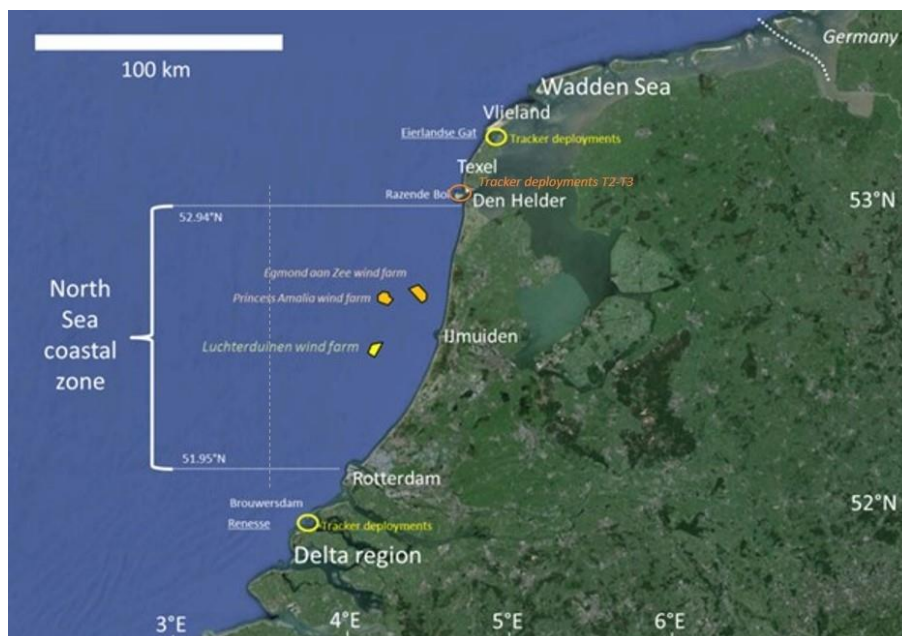 Germany
100 km
Wadden Sea
Vlieland
Eierlandse Gat
Tracker deployments
Texel
Tracker deployments T2-T3
Razende Bol
Den Helder
53°N
52.94°N
Egmond aan Zee wind farm
Princess Amalia wind farm
North
Sea
coastal
zone
IJmuiden
Luchterduinen wind farm
51.95°N
Rotterdam
52°N
Brouwersdam
Renesse
Tracker deployments
Delta region
3°E
4°E
5°E
6°E